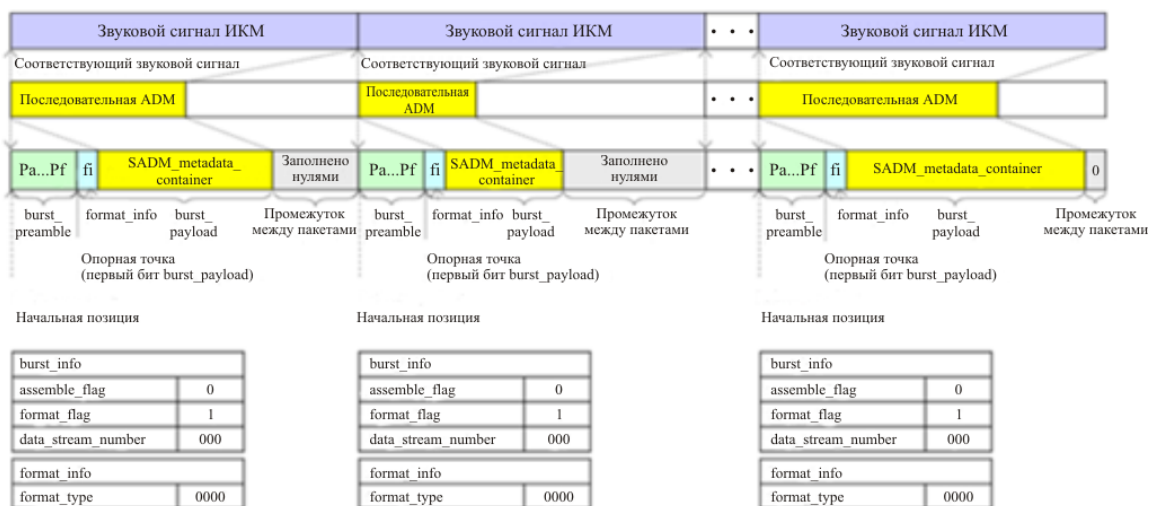 Звуковой сигнал ИКМ Звуковой сигнал ИКМ • • • Звуковой сигнал ИКМ
Соответствующий звуковой сигнал Соответствующий звуковой сигнал Соответствующий звуковой сигнал
Последовательная ADM Последовательная ADM • • • Последовательная ADM
Pa...Pf fi SADM_metadata_container Заполнено нулями Pa...Pf fi SADM_metadata_container Заполнено нулями • • • Pa...Pf fi SADM_metadata_container 0
burst_preamble format_info burst_payload Промежуток между пакетами burst_preamble format_info burst_payload Промежуток между пакетами burst_preamble format_info burst_payload Промежуток между пакетами
Опорная точка Опорная точка Опорная точка
(первый бит burst_payload) (первый бит burst_payload) (первый бит burst_payload)
Начальная позиция Начальная позиция Начальная позиция
burst_info burst_info burst_info
assemble_flag 0 assemble_flag 0 assemble_flag 0
format_flag 1 format_flag 1 format_flag 1
data_stream_number 000 data_stream_number 000 data_stream_number 000
format_info format_info format_info
format_type 0000 format_type 0000 format_type 0000